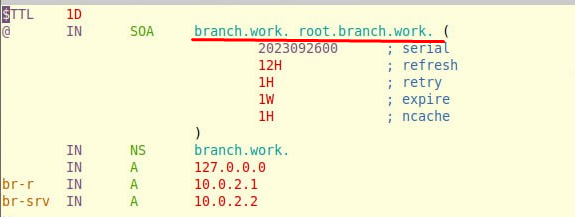 $TTL 1D
@ IN SOA branch.work. root.branch.work. (
2023092600 ; serial
12H ; refresh
1H ; retry
1W ; expire
1H ; ncache
)
IN NS branch.work.
IN A 127.0.0.0
br-r IN A 10.0.2.1
br-srv IN A 10.0.2.2